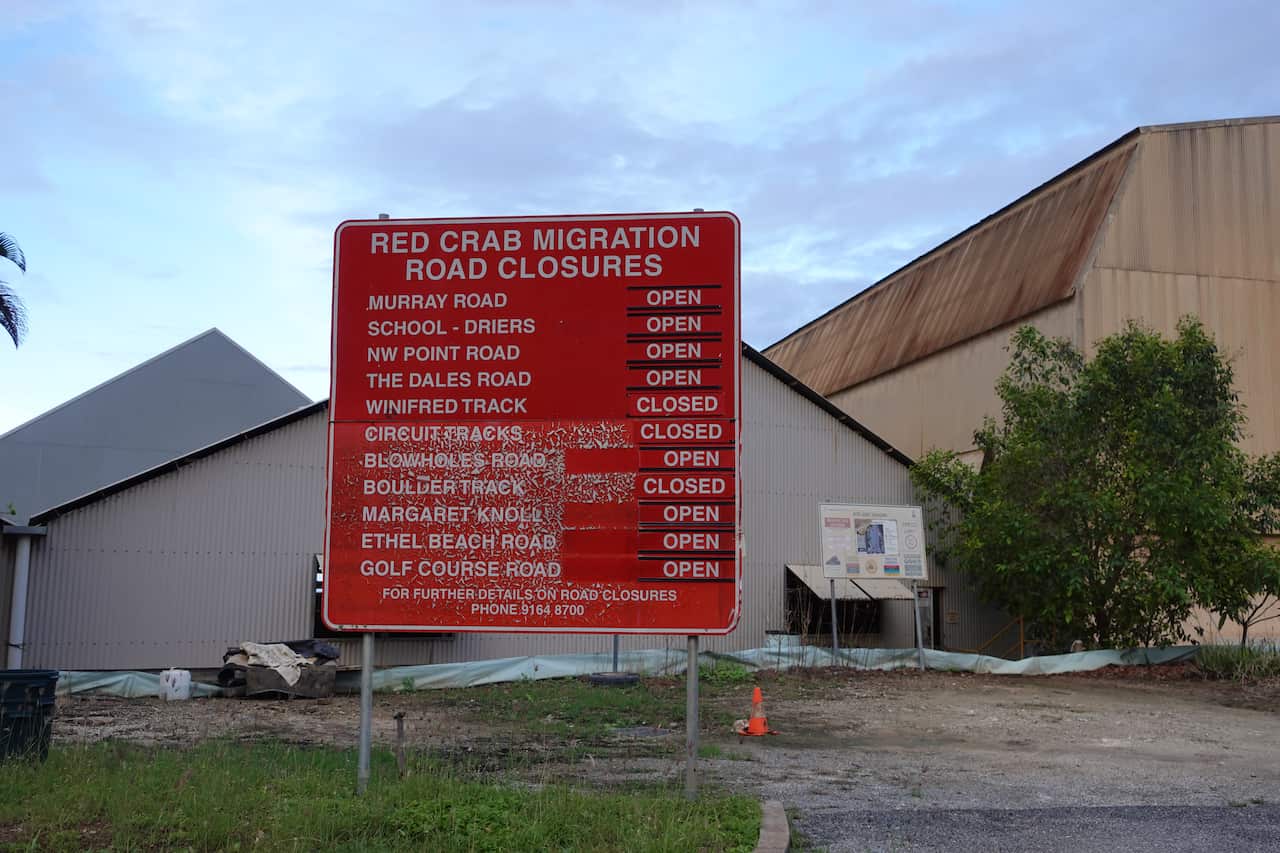 RED CRAB MIGRATION
ROAD CLOSURES
MURRAY ROAD OPEN
SCHOOL - DRIERS OPEN
NW POINT ROAD OPEN
THE DALES ROAD OPEN
WINIFRED TRACK CLOSED
CIRCUIT TRACKS CLOSED
BLOWHOLES ROAD OPEN
BOULDER TRACK CLOSED
MARGARET KNOLL OPEN
ETHEL BEACH ROAD OPEN
GOLF COURSE ROAD OPEN
FOR FURTHER DETAILS ON ROAD CLOSURES
PHONE 9164 8700